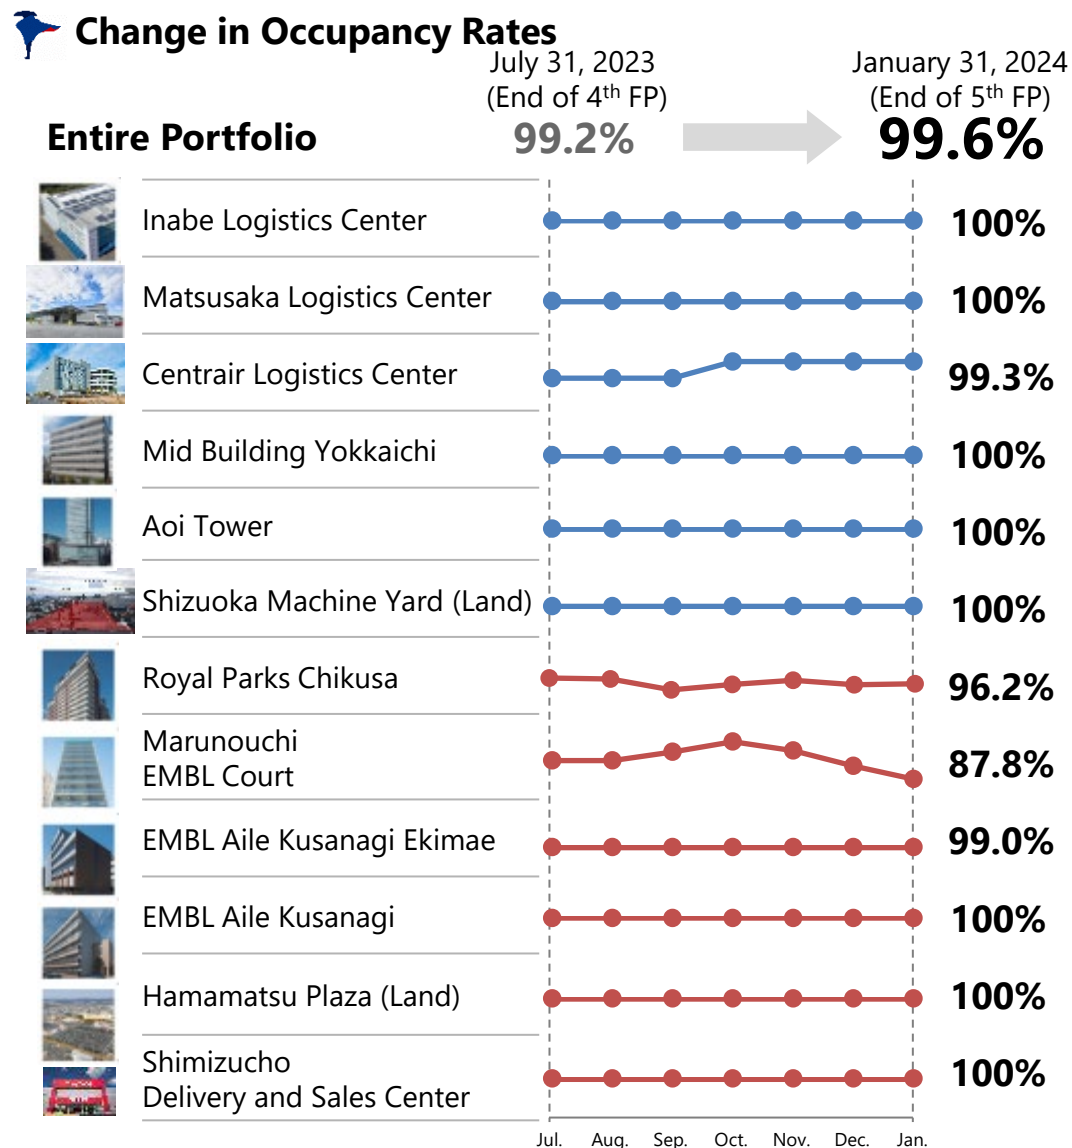 Change in Occupancy Rates
July 31, 2023
(End of 4th FP)
January 31, 2024
(End of 5th FP)
Entire Portfolio
99.2%
99.6%
Inabe Logistics Center
100%
Matsusaka Logistics Center
100%
Centrair Logistics Center
99.3%
Mid Building Yokkaichi
100%
Aoi Tower
100%
Shizuoka Machine Yard (Land)
100%
Royal Parks Chikusa
96.2%
Marunouchi
EMBL Court
87.8%
EMBL Aile Kusanagi Ekimae
99.0%
EMBL Aile Kusanagi
100%
Hamamatsu Plaza (Land)
100%
Shimizucho
Delivery and Sales Center
100%
Jul. Aug. Sep. Oct. Nov. Dec. Jan.